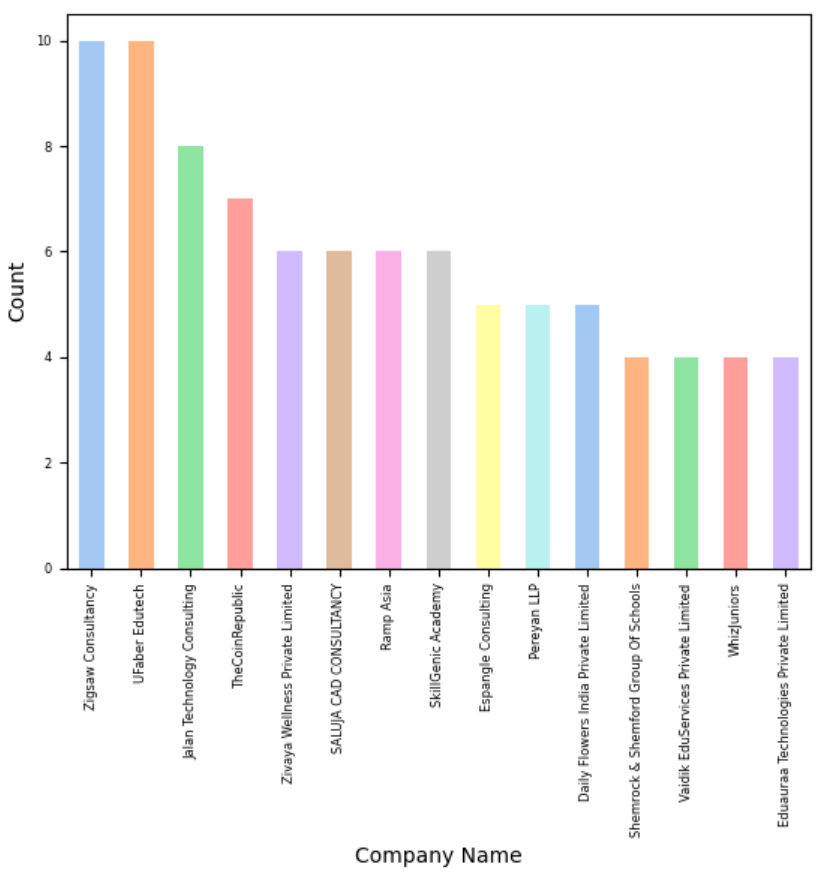 10
8
6
4
2
0
Count
Zigsaw Consultancy
UFaber Edutech
Jalan Technology Consulting
TheCoinRepublic
Zivaya Wellness Private Limited
SALUJA CAD CONSULTANCY
Ramp Asia
SkillGenic Academy
Espangle Consulting
Pereyan LLP
Daily Flowers India Private Limited
Shemrock & Shemford Group Of Schools
Vaidik EduServices Private Limited
WhizJuniors
Eduauraa Technologies Private Limited
Company Name